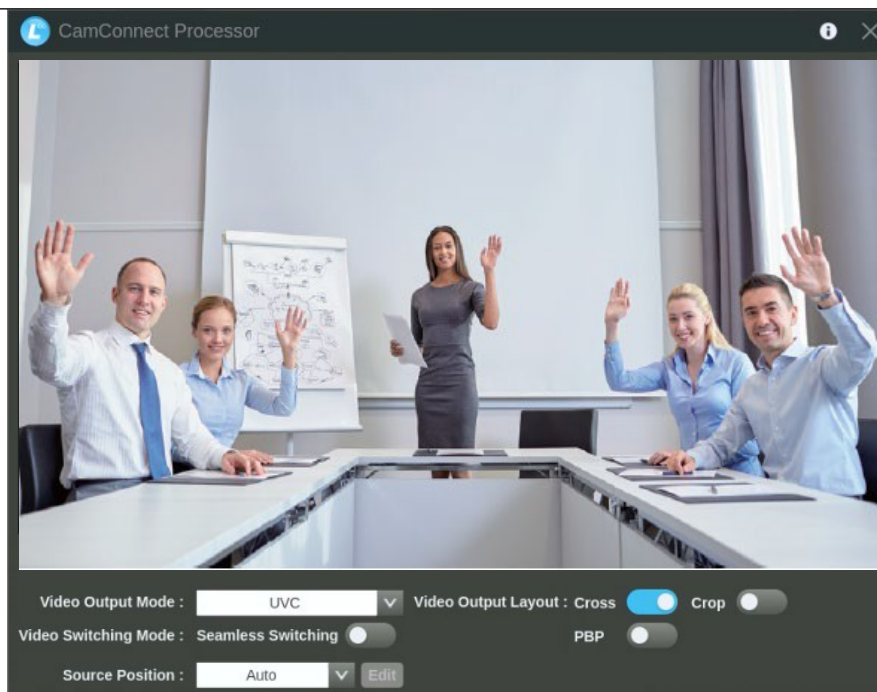 CamConnect Processor
Video Output Mode : UVC Video Output Layout : Cross Crop
Video Switching Mode : Seamless Switching PBP
Source Position : Auto Edit